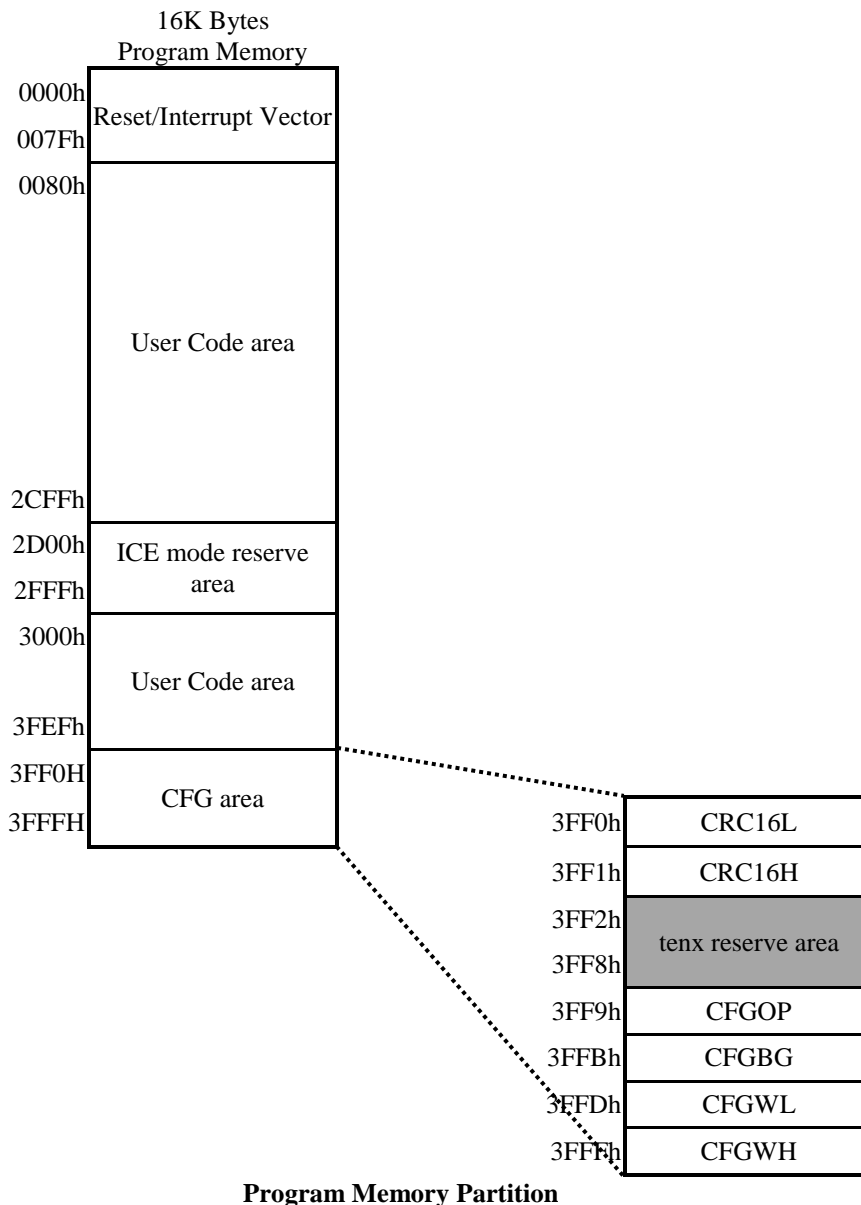 16K Bytes
Program Memory
0000h
Reset/Interrupt Vector
007Fh
0080h
User Code area
2CFFh
2D00h
ICE mode reserve
area
2FFFh
3000h
User Code area
3FEFh
3FF0H
CFG area
3FFFH
3FF0h
CRC16L
3FF1h
CRC16H
3FF2h
tenx reserve area
3FF8h
3FF9h
CFGOP
3FFBh
CFGBG
3FFDh
CFGWL
3FFFh
CFGWH
Program Memory Partition